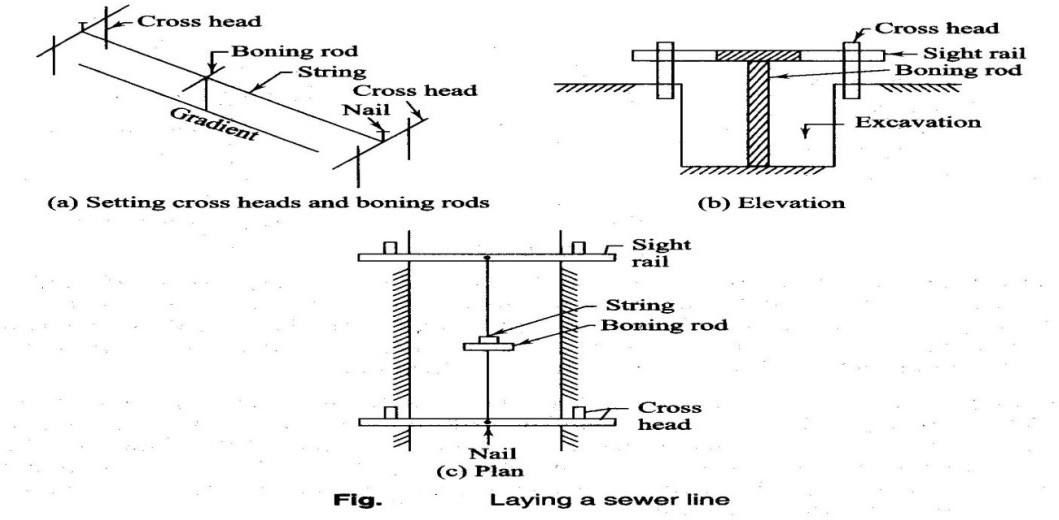 Cross head
Boning rod
String
Cross head
Nail
Gradient
(a) Setting cross heads and boning rods
Cross head
Sight rail
Boning rod
Excavation
(b) Elevation
Sight
rail
String
Boning rod
Cross
head
Nail
(c) Plan
Fig. Laying a sewer line